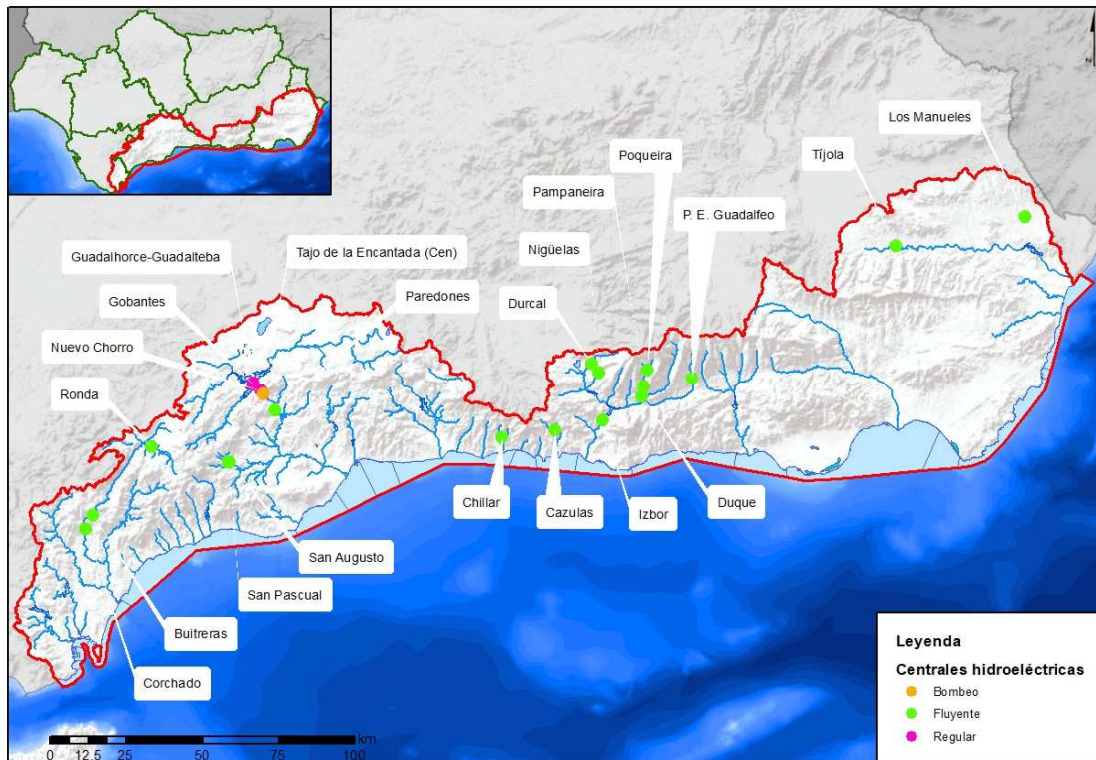 N
Los Manueles
Tíjola
Poqueira
Pampaneira
P. E. Guadalfeo
Nigüelas
Guadalhorce-Guadalteba
Tajo de la Encantada (Cen)
Gobantes
Paredones
Durcal
Nuevo Chorro
Ronda
Chillar
Cazulas
Izbor
Duque
San Augusto
San Pascual
Buitreras
Corchado
Leyenda
Centrales hidroeléctricas
Bombeo
Fluyente
Regular
km
0 12.5 25 50 75 100